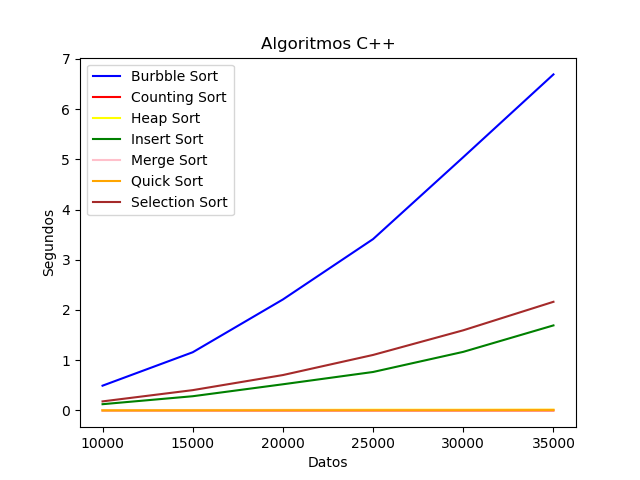 Algoritmos C++
Burbble Sort
Counting Sort
Heap Sort
Insert Sort
Merge Sort
Quick Sort
Selection Sort
7
6
5
4
3
2
1
0
Segundos
10000 15000 20000 25000 30000 35000
Datos